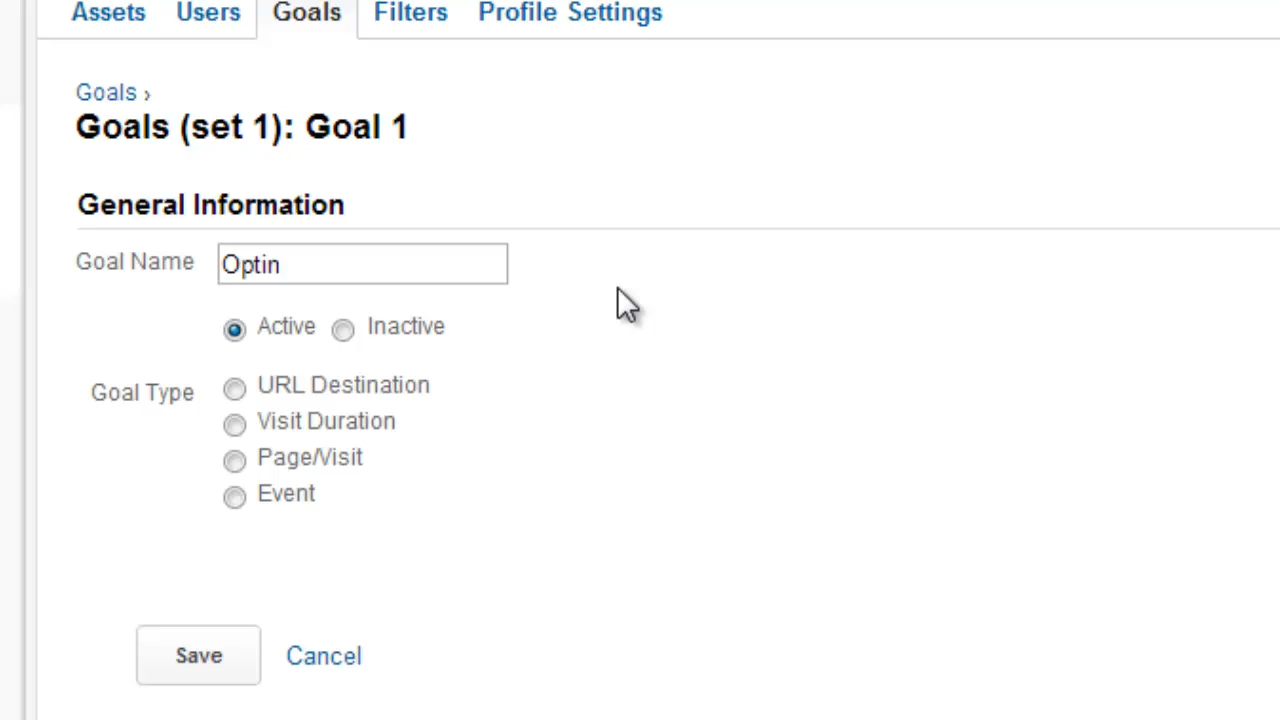 Assets Users Goals Filters Profile Settings
Goals ›
Goals (set 1): Goal 1
General Information
Goal Name Optin
Active Inactive
Goal Type URL Destination
Visit Duration
Page/Visit
Event
Save Cancel